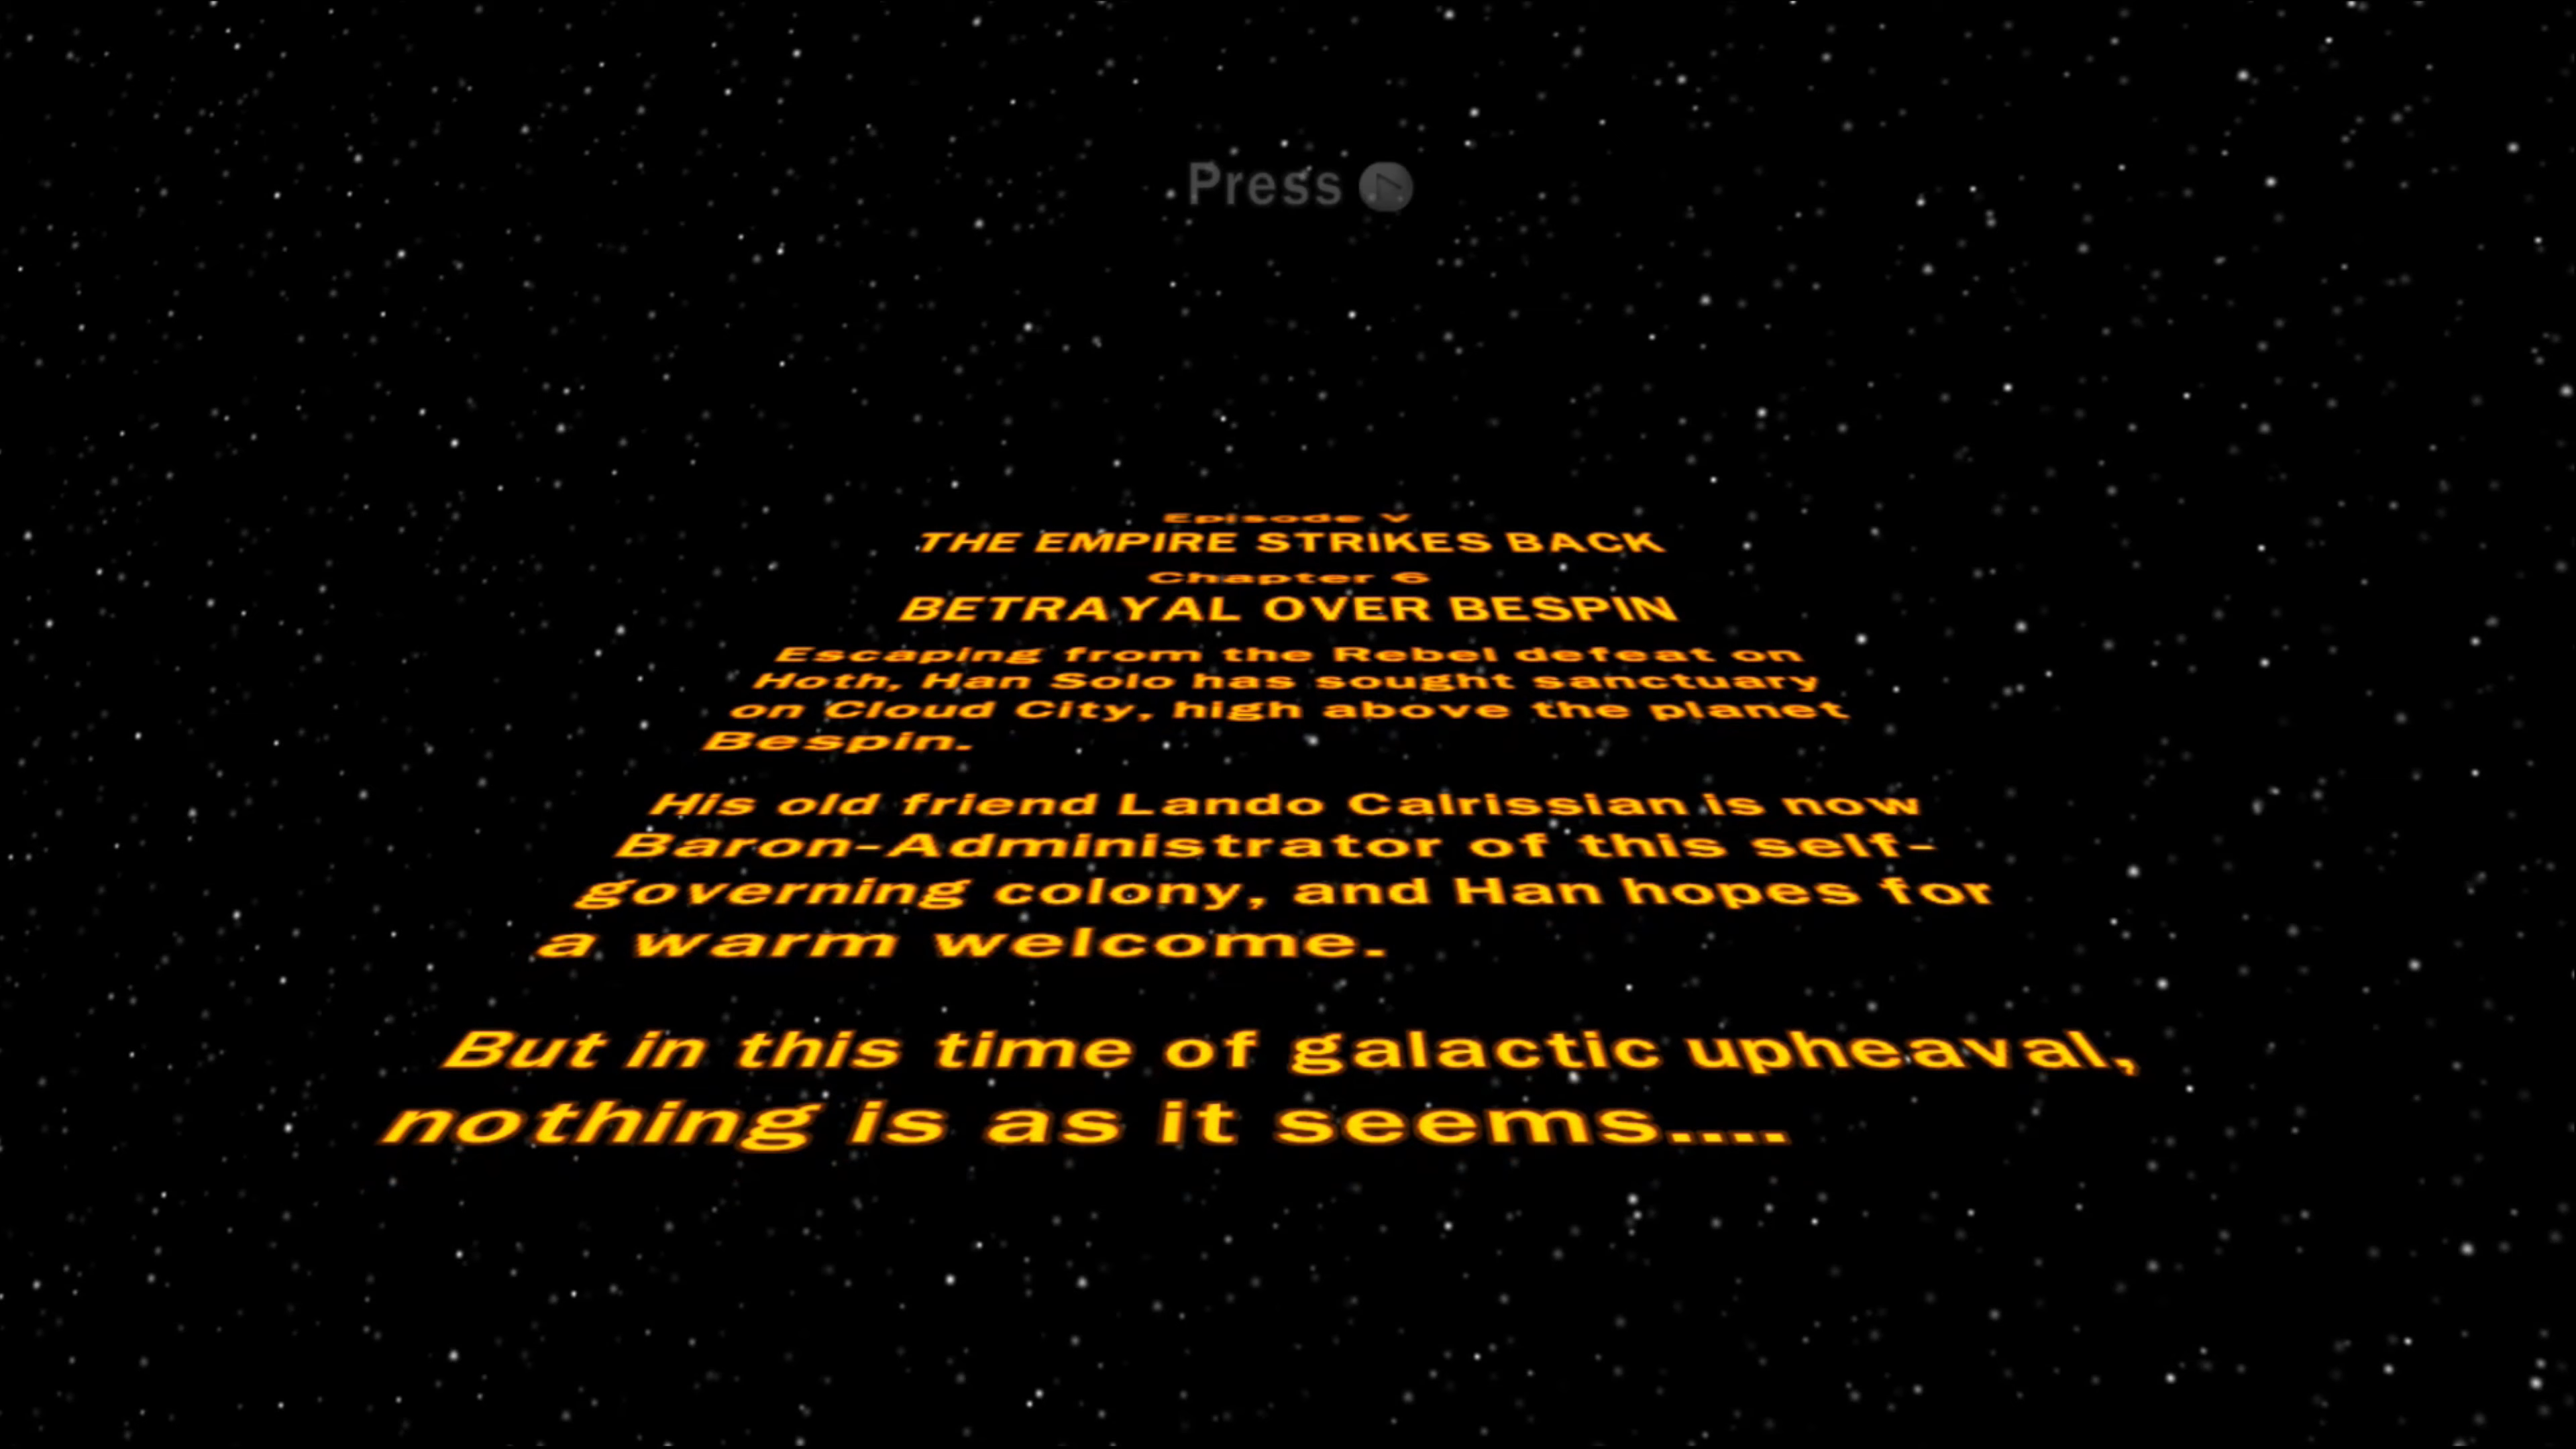 Press
Episode V
THE EMPIRE STRIKES BACK
Chapter 6
BETRAYAL OVER BESPIN
Escaping from the Rebel defeat on
Hoth, Han Solo has sought sanctuary
on Cloud City, high above the planet
Bespin.
His old friend Lando Calrissian is now
Baron-Administrator of this self-
governing colony, and Han hopes for
a warm welcome.
But in this time of galactic upheaval,
nothing is as it seems....